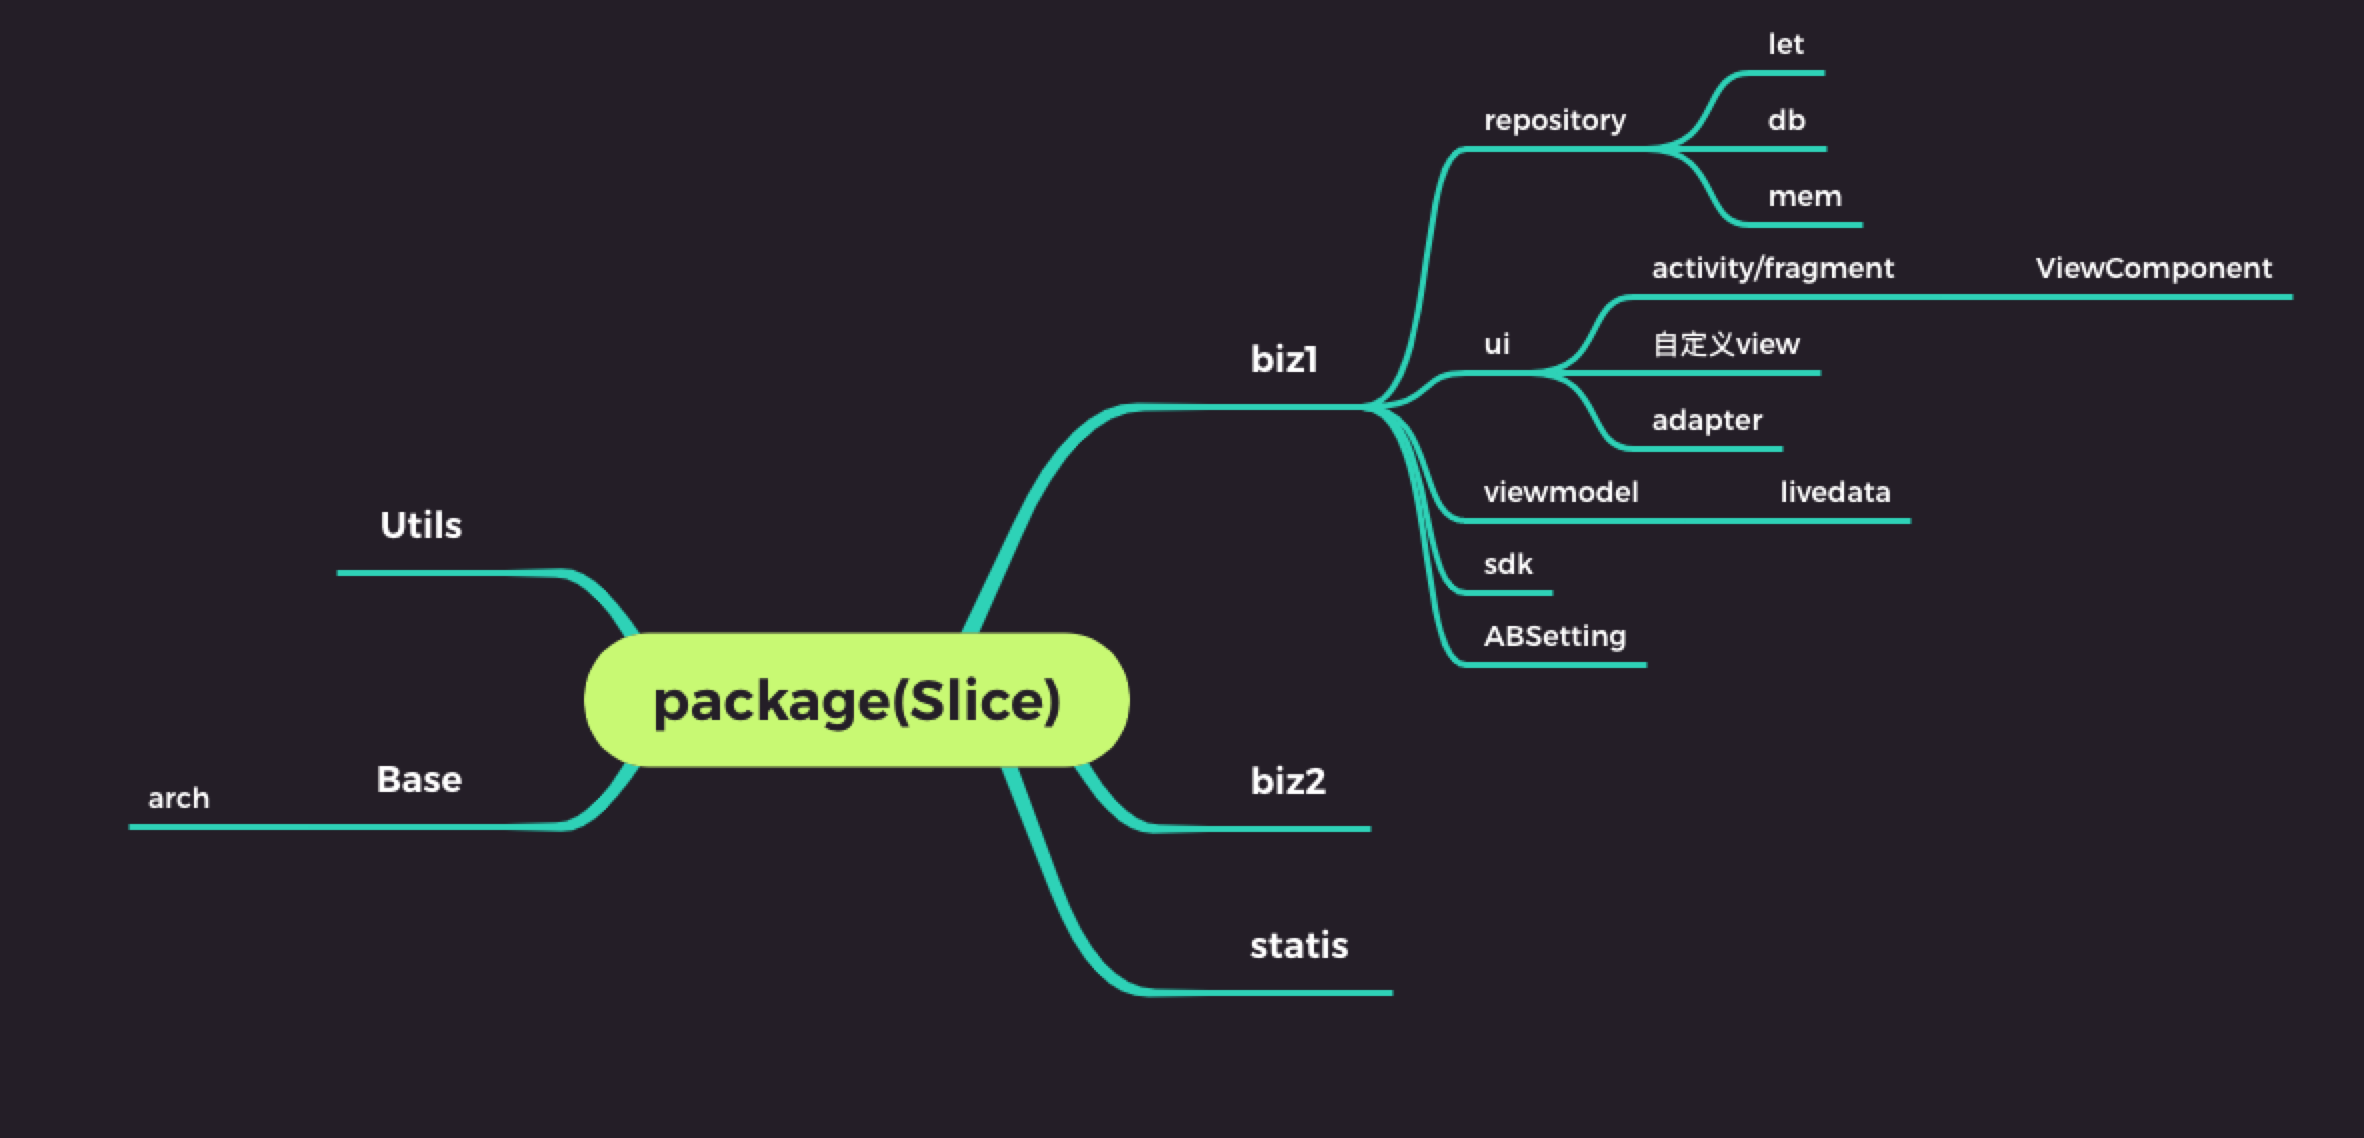 let
repository
db
mem
activity/fragment
ViewComponent
ui
自定义view
biz1
adapter
viewmodel
livedata
Utils
sdk
ABSetting
package(Slice)
Base
arch
biz2
statis